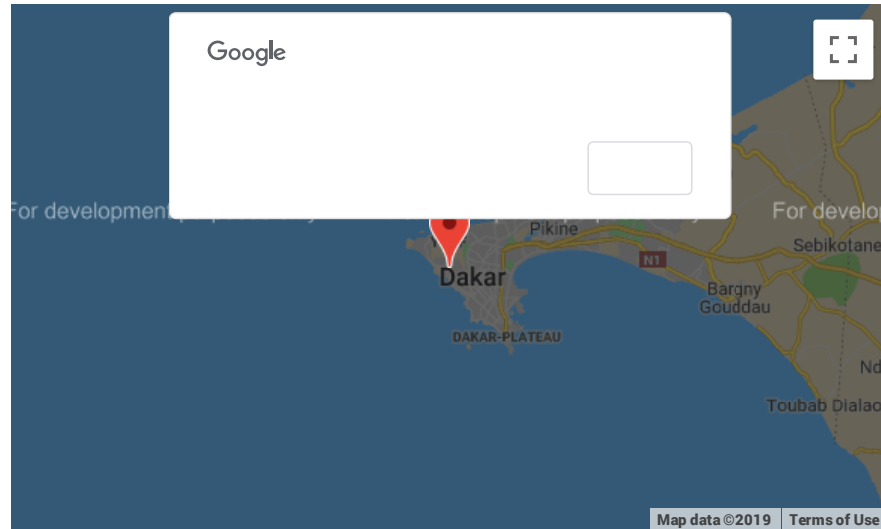 Google
For development
For develo
Pikine
Sebikotane
N1
Dakar
Bargny
Gouddau
DAKAR-PLATEAU
Nd
Toubab Dialao
Map data ©2019
Terms of Use